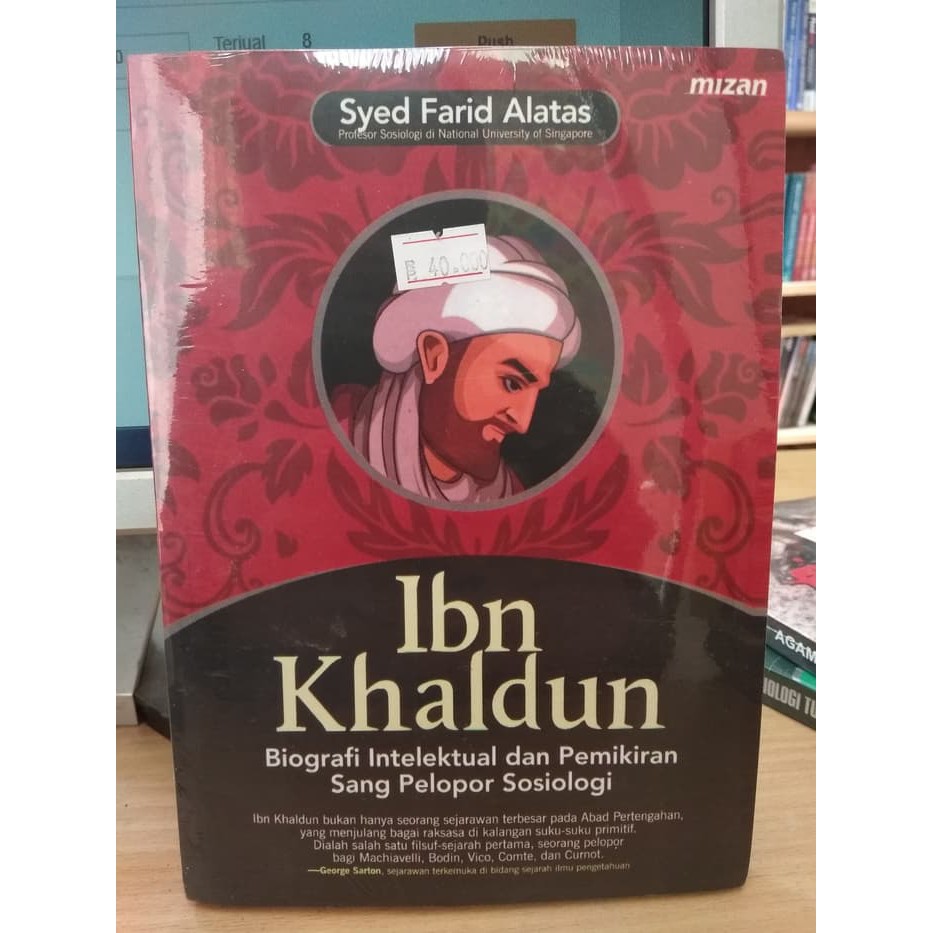 Terjual 8
Push
mizan
Syed Farid Alatas
Profesor Sosiologi di National University of Singapore
Rp 40.000
Ibn
Khaldun
Biografi Intelektual dan Pemikiran
Sang Pelopor Sosiologi
Ibn Khaldun bukan hanya seorang sejarawan terbesar pada Abad Pertengahan,
yang menjulang bagai raksasa di kalangan suku-suku primitif.
Dialah salah satu filsuf-sejarah pertama, seorang pelopor
bagi Machiavelli, Bodin, Vico, Comte, dan Curnot.
—George Sarton, sejarawan terkemuka di bidang sejarah ilmu pengetahuan
AGAM
IOLOGI TU